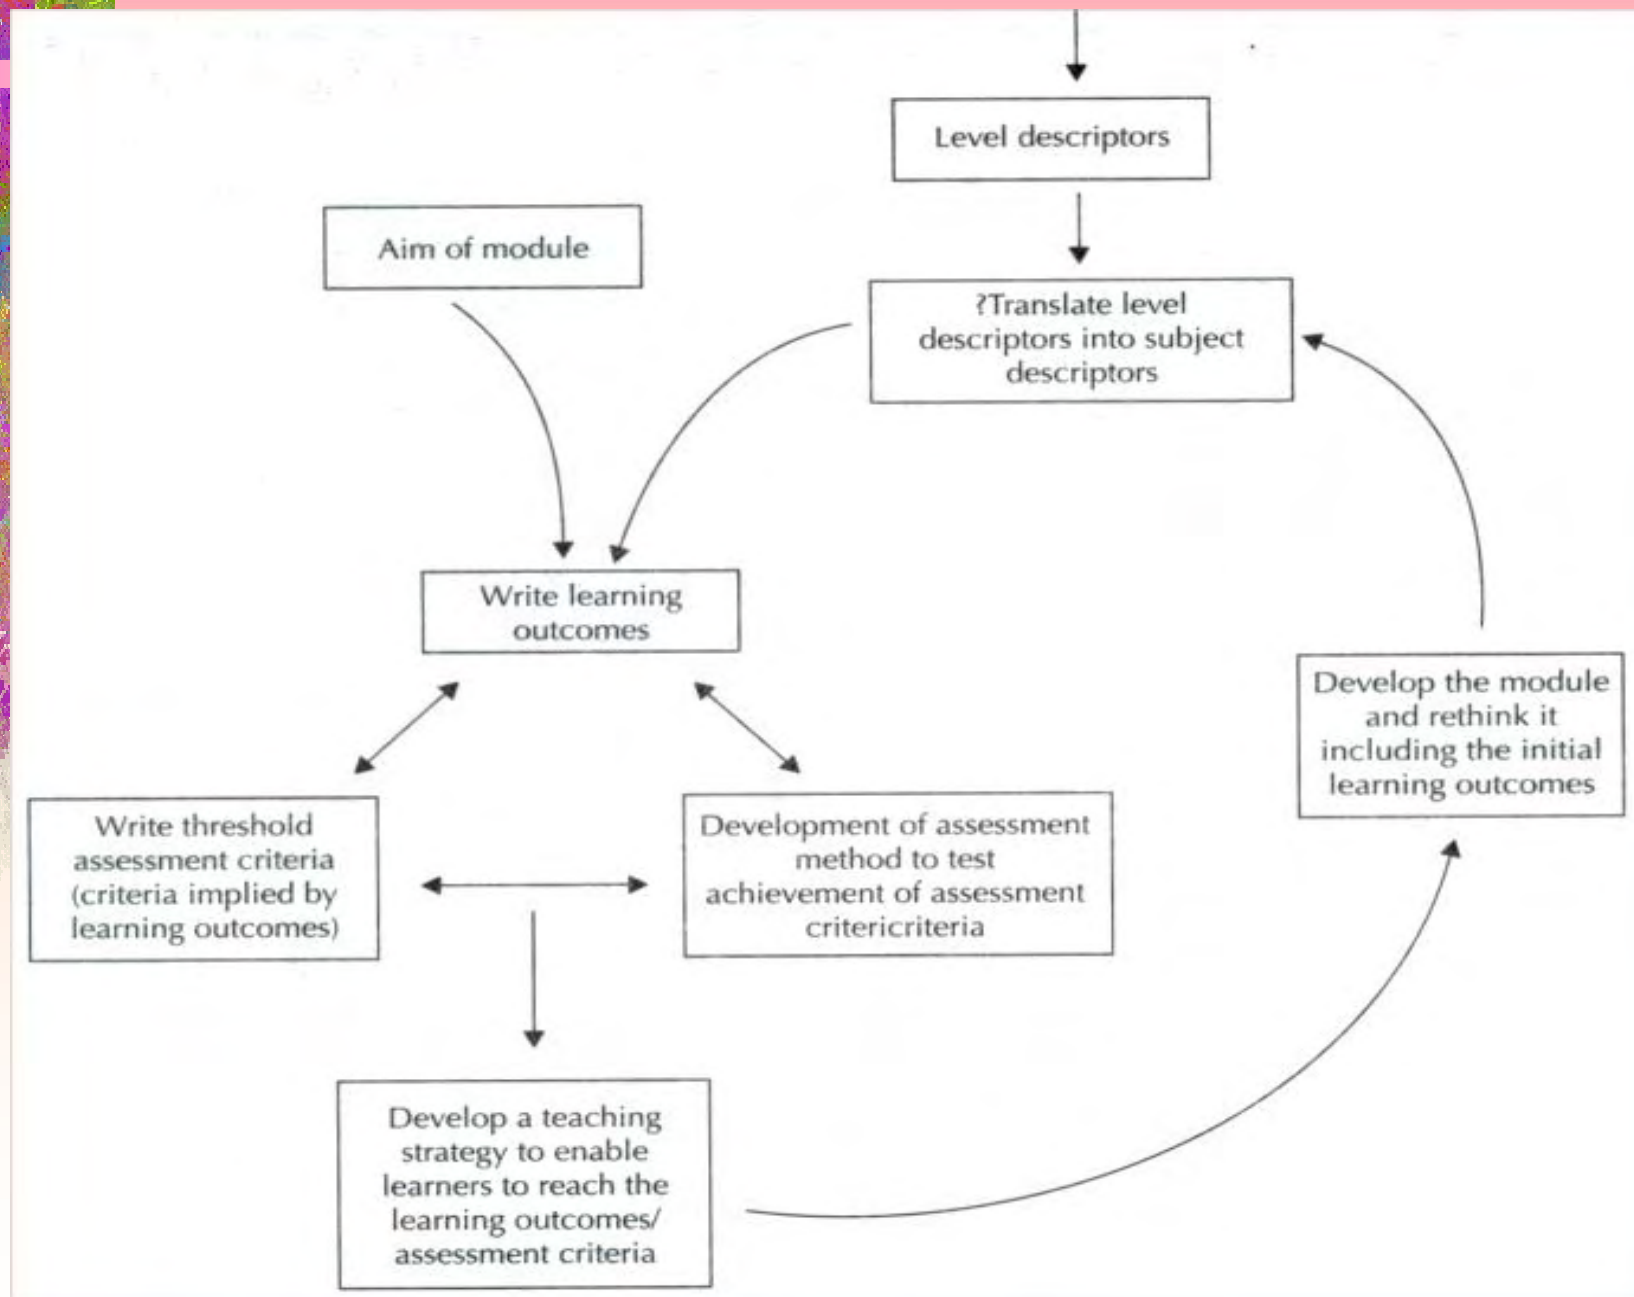 Level descriptors
Aim of module
?Translate level
descriptors into subject
descriptors
Write learning
outcomes
Develop the module
and rethink it
including the initial
learning outcomes
Write threshold
assessment criteria
(criteria implied by
learning outcomes)
Development of assessment
method to test
achievement of assessment
critericriteria
Develop a teaching
strategy to enable
learners to reach the
learning outcomes/
assessment criteria